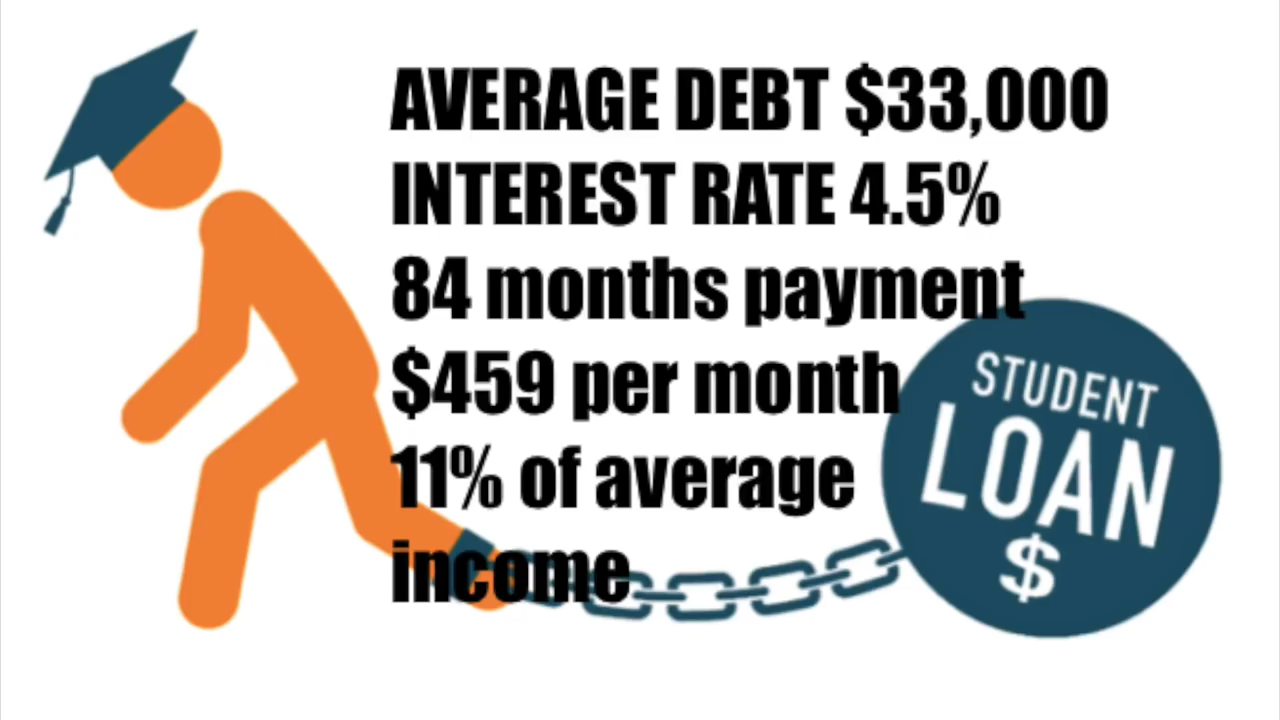 AVERAGE DEBT $33,000
INTEREST RATE 4.5%
84 months payment
$459 per month
11% of average
income
STUDENT
LOAN
$